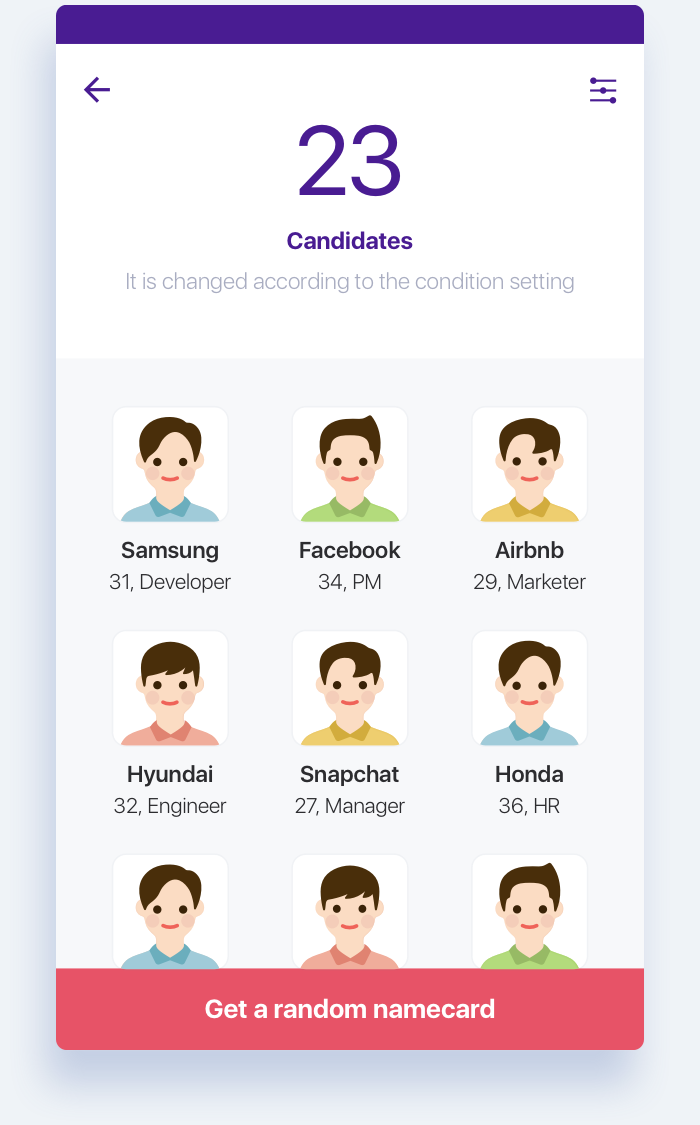 23
Candidates
It is changed according to the condition setting
Samsung
31, Developer
Facebook
34, PM
Airbnb
29, Marketer
Hyundai
32, Engineer
Snapchat
27, Manager
Honda
36, HR
Get a random namecard